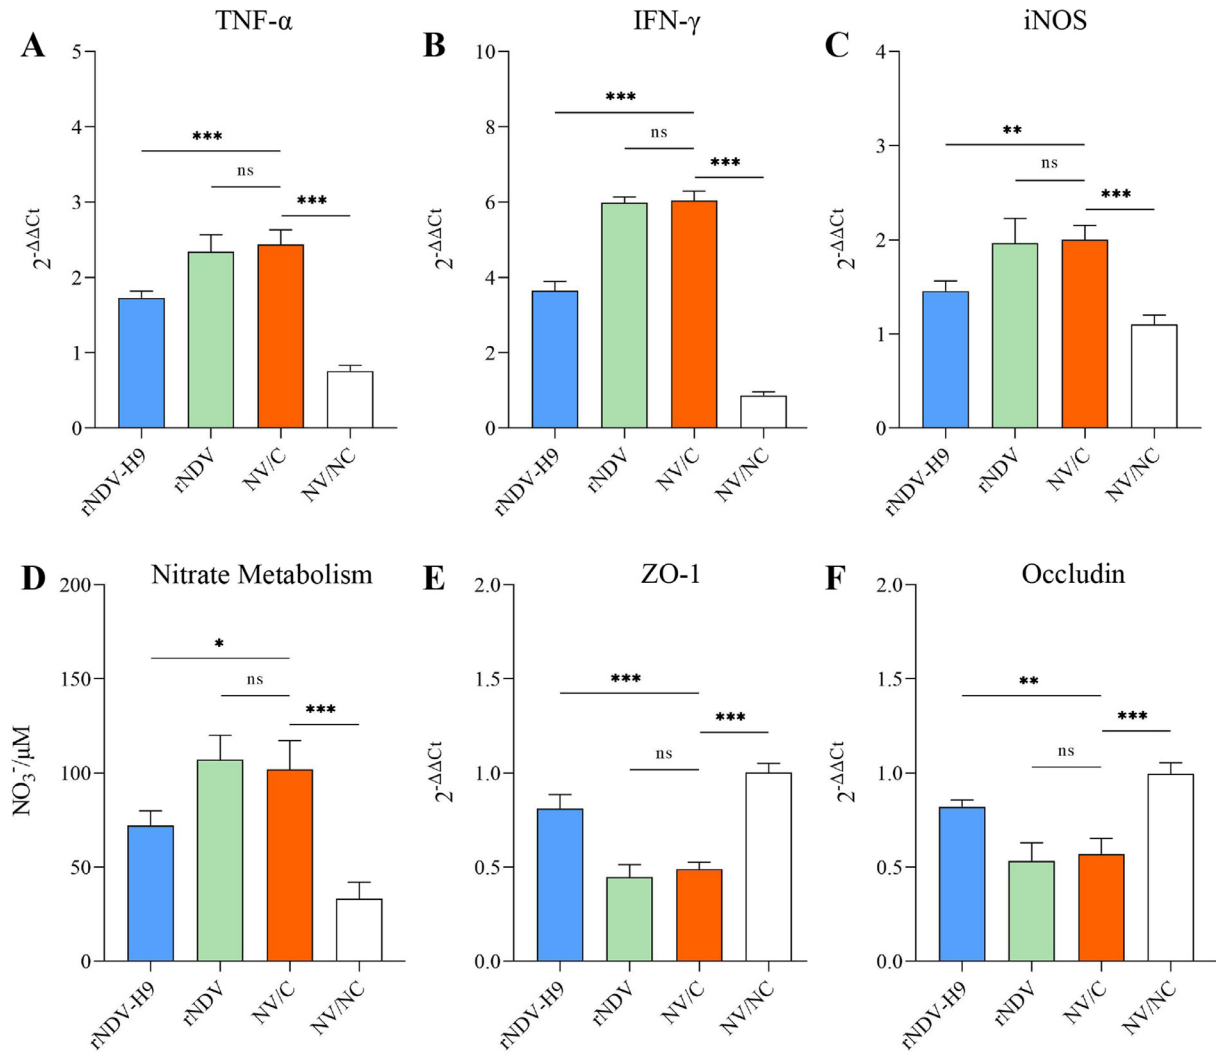 A TNF-α
5
4
3
2
1
0
2^-ΔΔCt
***
ns
***
rNDV-H9
rNDV
NV/C
NV/NC
B IFN-γ
10
8
6
4
2
0
2^-ΔΔCt
***
ns
***
rNDV-H9
rNDV
NV/C
NV/NC
C iNOS
4
3
2
1
0
2^-ΔΔCt
**
ns
***
rNDV-H9
rNDV
NV/C
NV/NC
D Nitrate Metabolism
200
150
100
50
0
NO₃⁻/μM
*
ns
***
rNDV-H9
rNDV
NV/C
NV/NC
E ZO-1
2.0
1.5
1.0
0.5
0.0
2^-ΔΔCt
***
ns
***
rNDV-H9
rNDV
NV/C
NV/NC
F Occludin
2.0
1.5
1.0
0.5
0.0
2^-ΔΔCt
**
ns
***
rNDV-H9
rNDV
NV/C
NV/NC